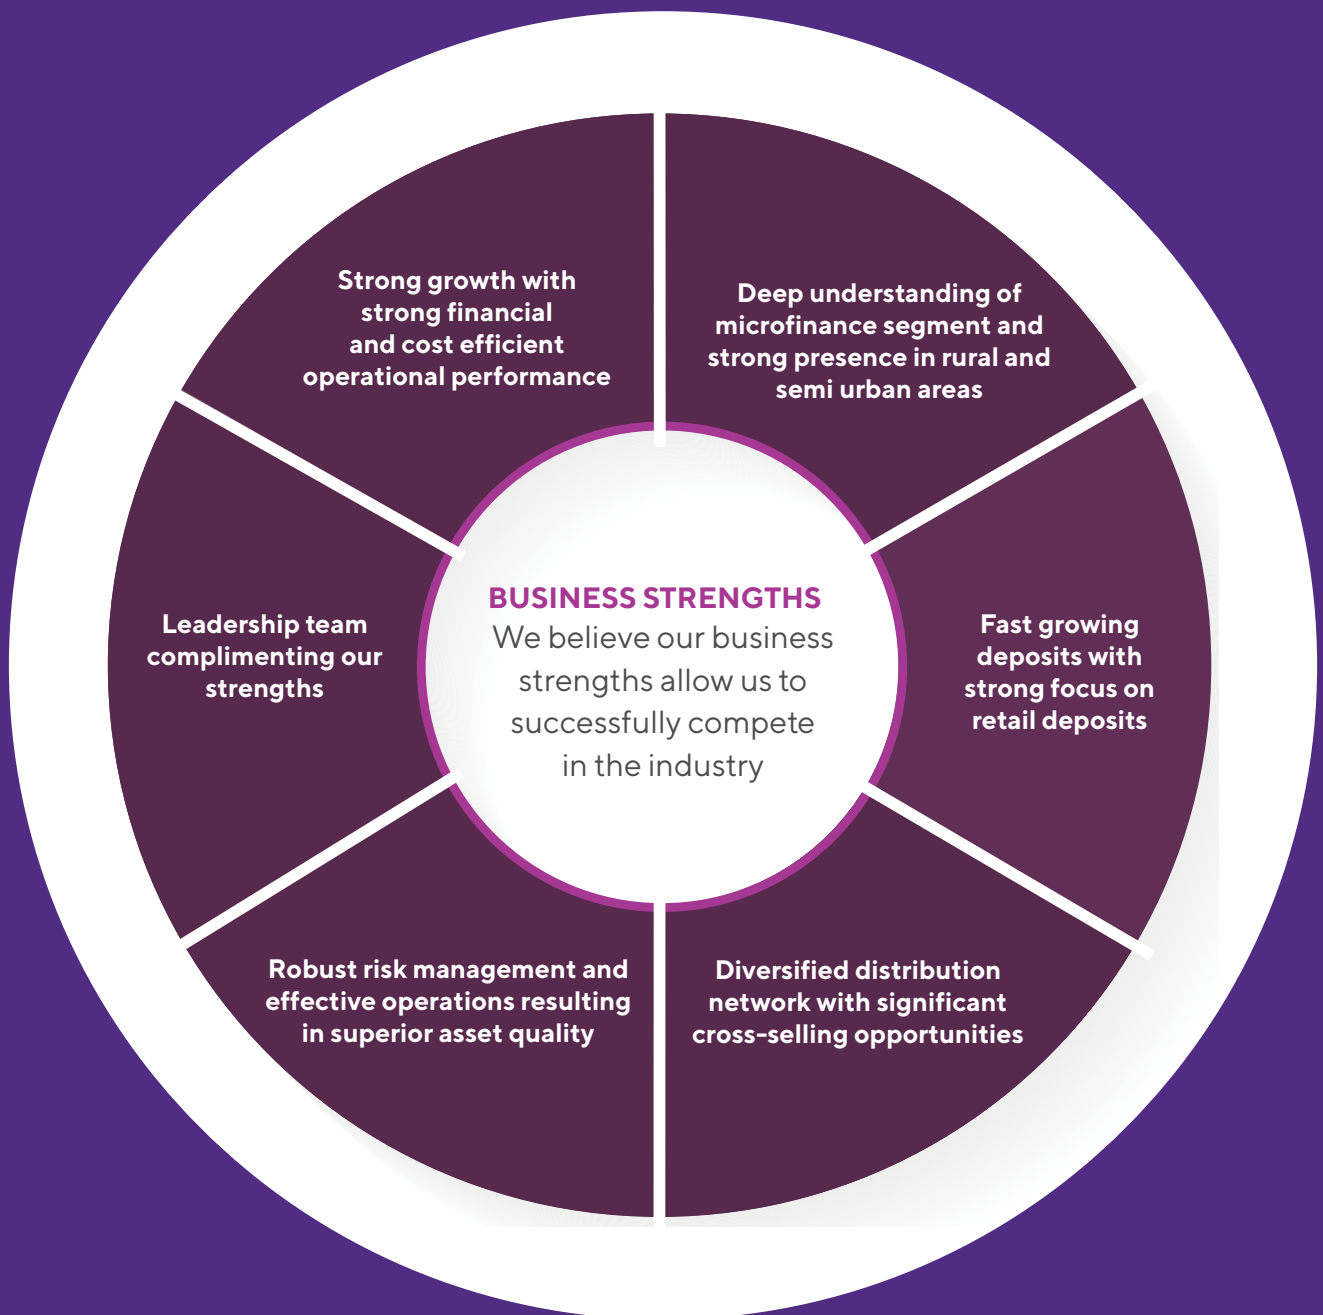 Strong growth with
strong financial
and cost efficient
operational performance
Deep understanding of
microfinance segment and
strong presence in rural and
semi urban areas
Fast growing
deposits with
strong focus on
retail deposits
Diversified distribution
network with significant
cross-selling opportunities
Robust risk management and
effective operations resulting
in superior asset quality
Leadership team
complimenting our
strengths
BUSINESS STRENGTHS
We believe our business
strengths allow us to
successfully compete
in the industry